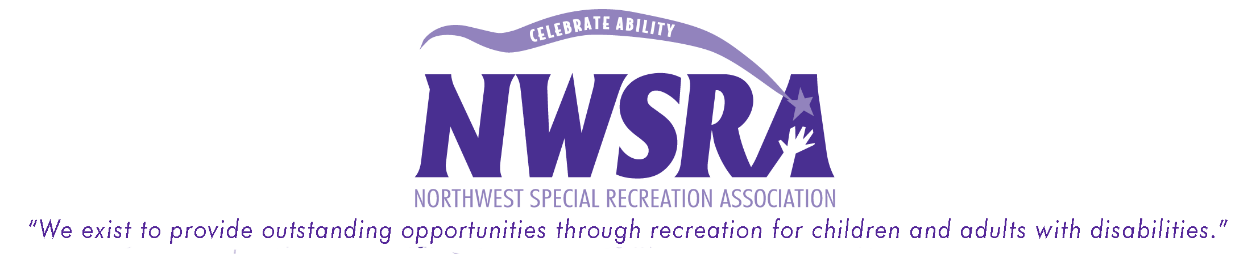 CELEBRATE ABILITY
NWSRA
NORTHWEST SPECIAL RECREATION ASSOCIATION
“We exist to provide outstanding opportunities through recreation for children and adults with disabilities.”